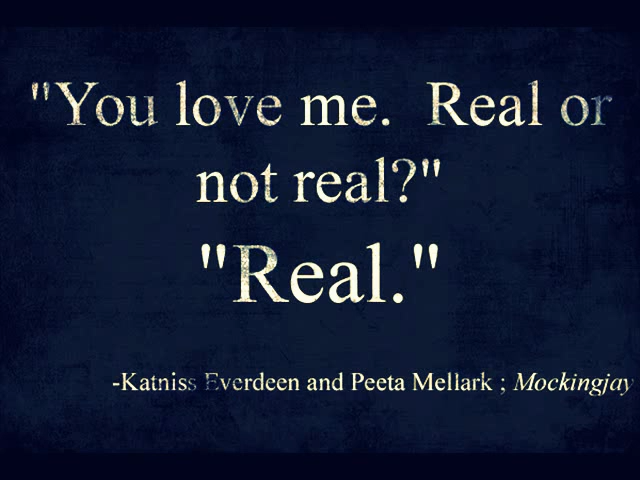 "You love me.  Real or
not real?"
"Real."
-Katniss Everdeen and Peeta Mellark ; Mockingjay